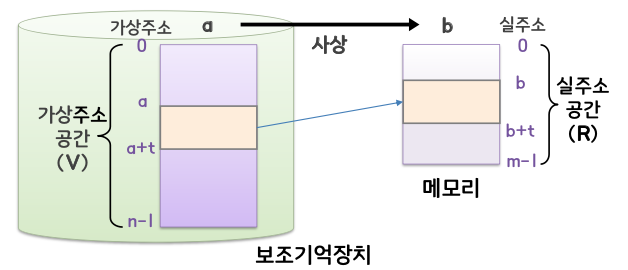 가상주소 a b 실주소
0 사상 0
가상주소
공간
(V)
a
a+t
n-1
b
b+t
m-1
실주소
공간
(R)
메모리
보조기억장치